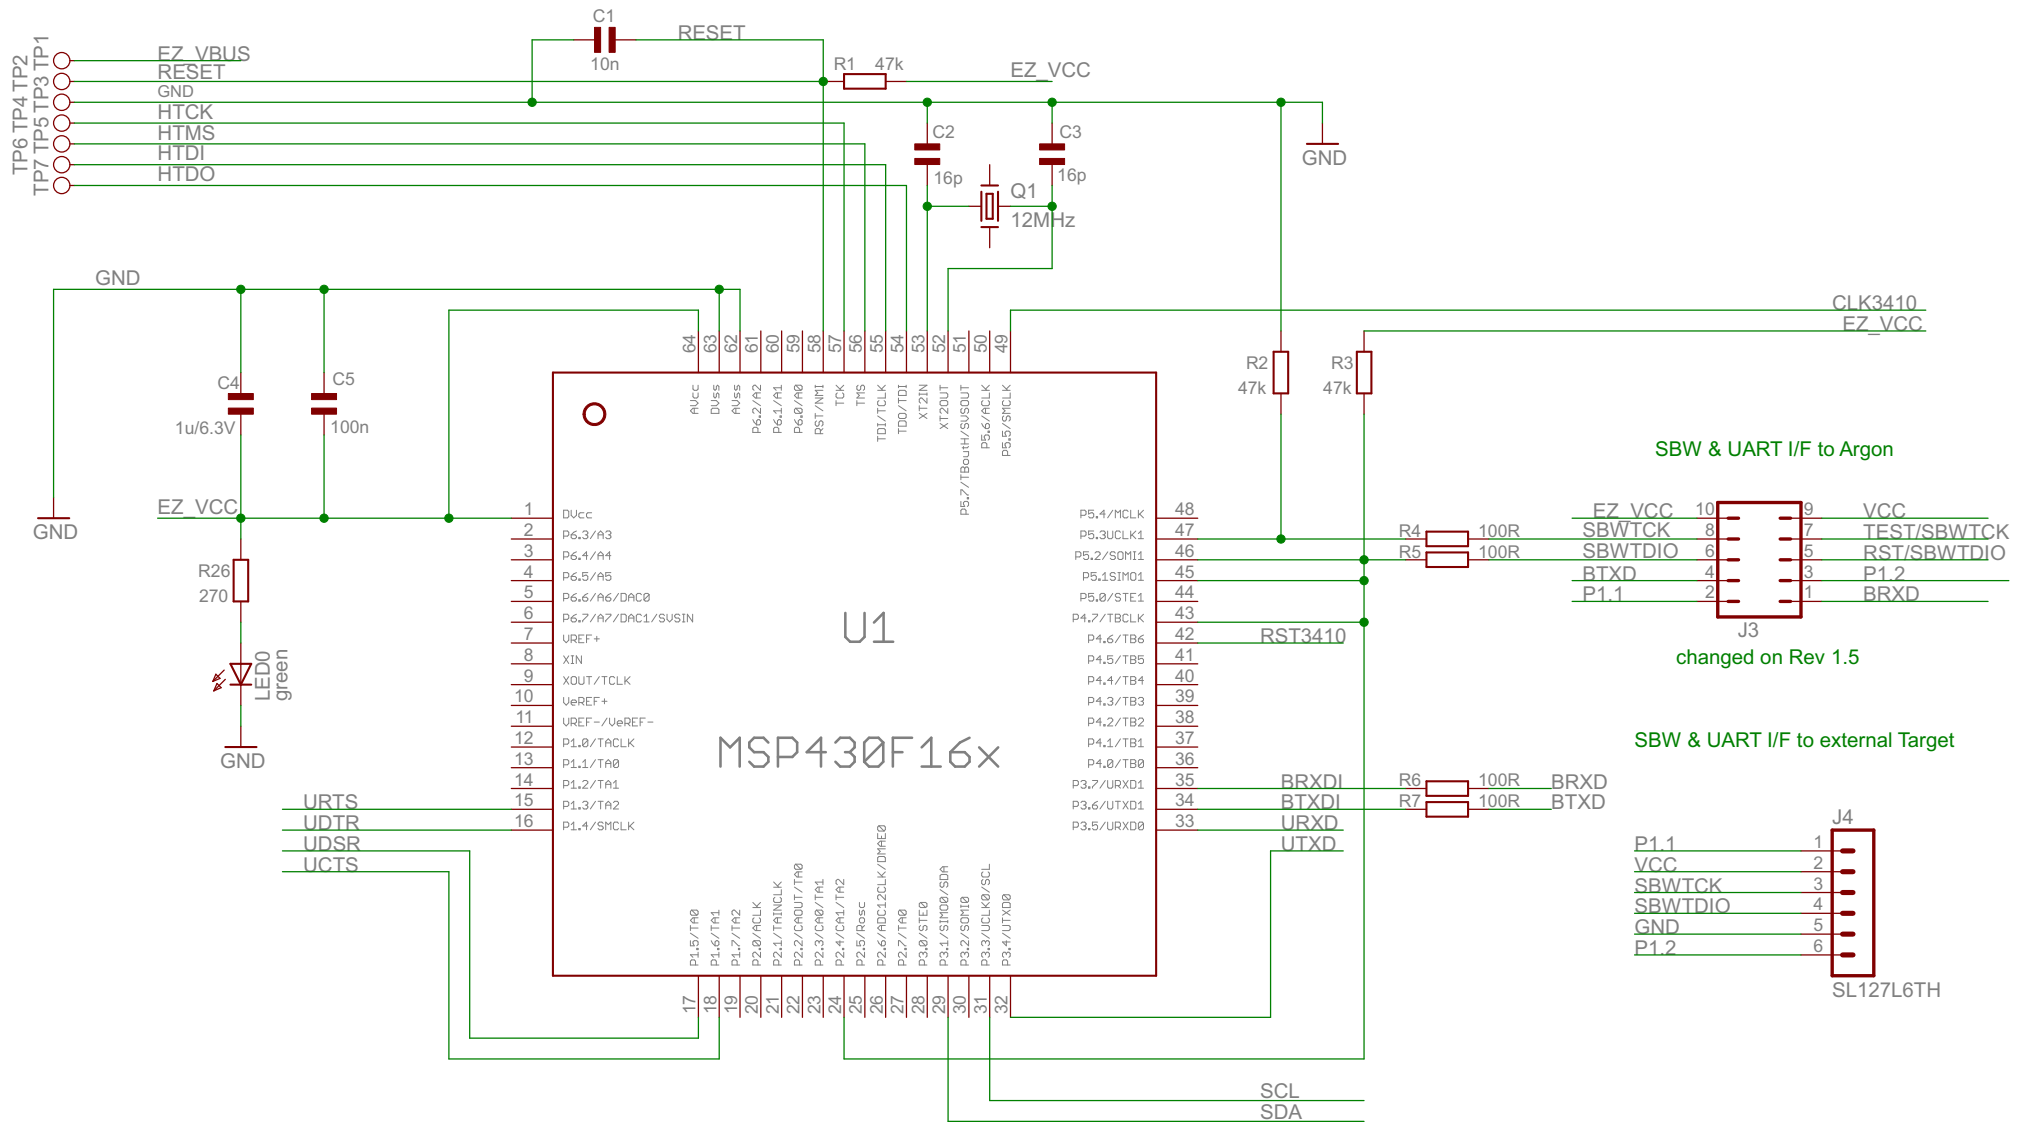 C1
10n
RESET
TP1
TP2
TP3
TP4
TP5
TP6
TP7
EZ_VBUS
RESET
GND
HTCK
HTMS
HTDI
HTDO
R1 47k
EZ_VCC
C2
16p
C3
16p
Q1
12MHz
GND
GND
GND
C4
1u/6.3V
C5
100n
EZ_VCC
R26
270
LED0
green
GND
URTS
UDTR
UDSR
UCTS
CLK3410
EZ_VCC
R2
47k
R3
47k
64 63 62 61 60 59 58 57 56 55 54 53 52 51 50 49
AVcc
DVss
AVss
P6.2/A2
P6.1/A1
P6.0/A0
RST/NMI
TCK
TMS
TDI/TCLK
TDO/TDI
XT2IN
XT2OUT
P5.7/TBoutH/SVSOUT
P5.6/ACLK
P5.5/SMCLK
1 DVcc
2 P6.3/A3
3 P6.4/A4
4 P6.5/A5
5 P6.6/A6/DAC0
6 P6.7/A7/DAC1/SVSIN
7 VREF+
8 XIN
9 XOUT/TCLK
10 VeREF+
11 VREF-/VeREF-
12 P1.0/TACLK
13 P1.1/TA0
14 P1.2/TA1
15 P1.3/TA2
16 P1.4/SMCLK
U1
MSP430F16x
P5.4/MCLK 48
P5.3UCLK1 47
P5.2/SOMI1 46
P5.1SIMO1 45
P5.0/STE1 44
P4.7/TBCLK 43
P4.6/TB6 42
P4.5/TB5 41
P4.4/TB4 40
P4.3/TB3 39
P4.2/TB2 38
P4.1/TB1 37
P4.0/TB0 36
P3.7/URXD1 35
P3.6/UTXD1 34
P3.5/URXD0 33
P1.5/TA0
P1.6/TA1
P1.7/TA2
P2.0/ACLK
P2.1/TAINCLK
P2.2/CAOUT/TA0
P2.3/CA0/TA1
P2.4/CA1/TA2
P2.5/Rosc
P2.6/ADC12CLK/DMAE0
P2.7/TA0
P3.0/STE0
P3.1/SIMO0/SDA
P3.2/SOMI0
P3.3/UCLK0/SCL
P3.4/UTXD0
17 18 19 20 21 22 23 24 25 26 27 28 29 30 31 32
RST3410
R4 100R
R5 100R
BRXDI R6 100R BRXD
BTXDI R7 100R BTXD
URXD
UTXD
SCL
SDA
SBW & UART I/F to Argon
EZ_VCC 10 9 VCC
SBWTCK 8 7 TEST/SBWTCK
SBWTDIO 6 5 RST/SBWTDIO
BTXD 4 3 P1.2
P1.1 2 1 BRXD
J3
changed on Rev 1.5
SBW & UART I/F to external Target
J4
P1.1 1
VCC 2
SBWTCK 3
SBWTDIO 4
GND 5
P1.2 6
SL127L6TH